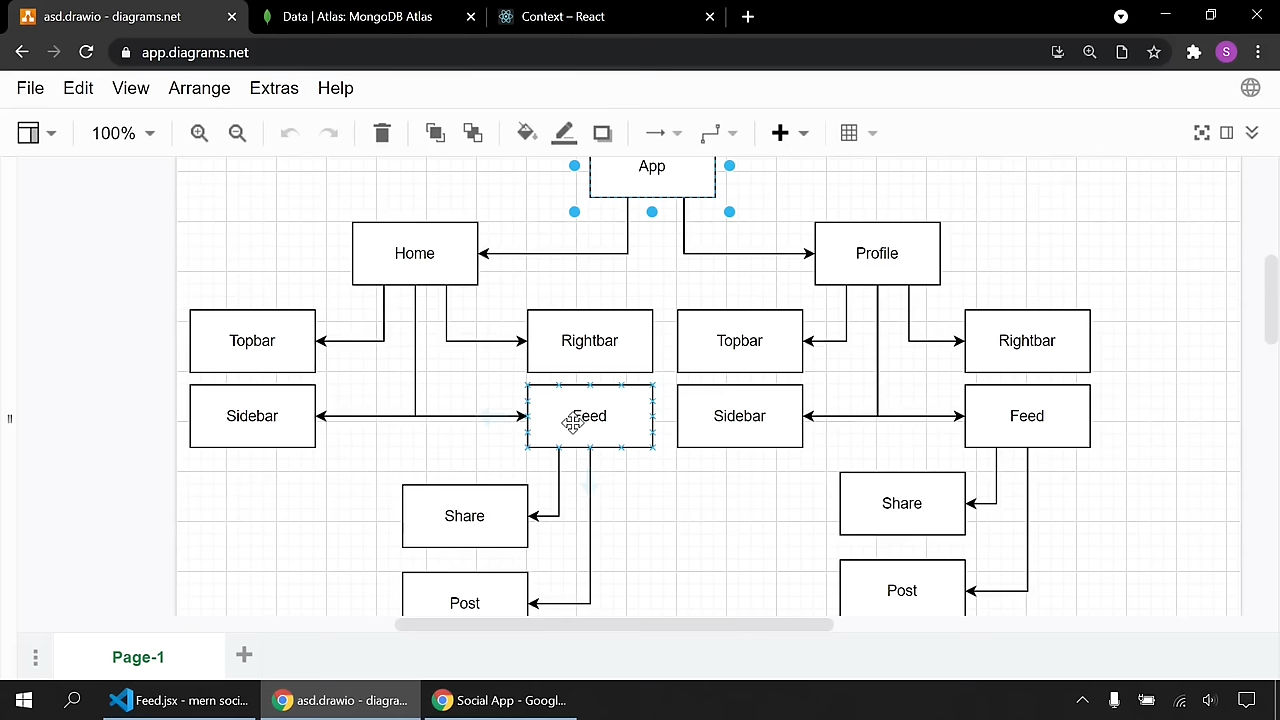 asd.drawio - diagrams.net
Data | Atlas: MongoDB Atlas
Context – React
app.diagrams.net
S
File Edit View Arrange Extras Help
100%
App
Home
Profile
Topbar
Rightbar
Topbar
Rightbar
Sidebar
Feed
Sidebar
Feed
Share
Share
Post
Post
Page-1
Feed.jsx - mern soci...
asd.drawio - diagra...
Social App - Googl...